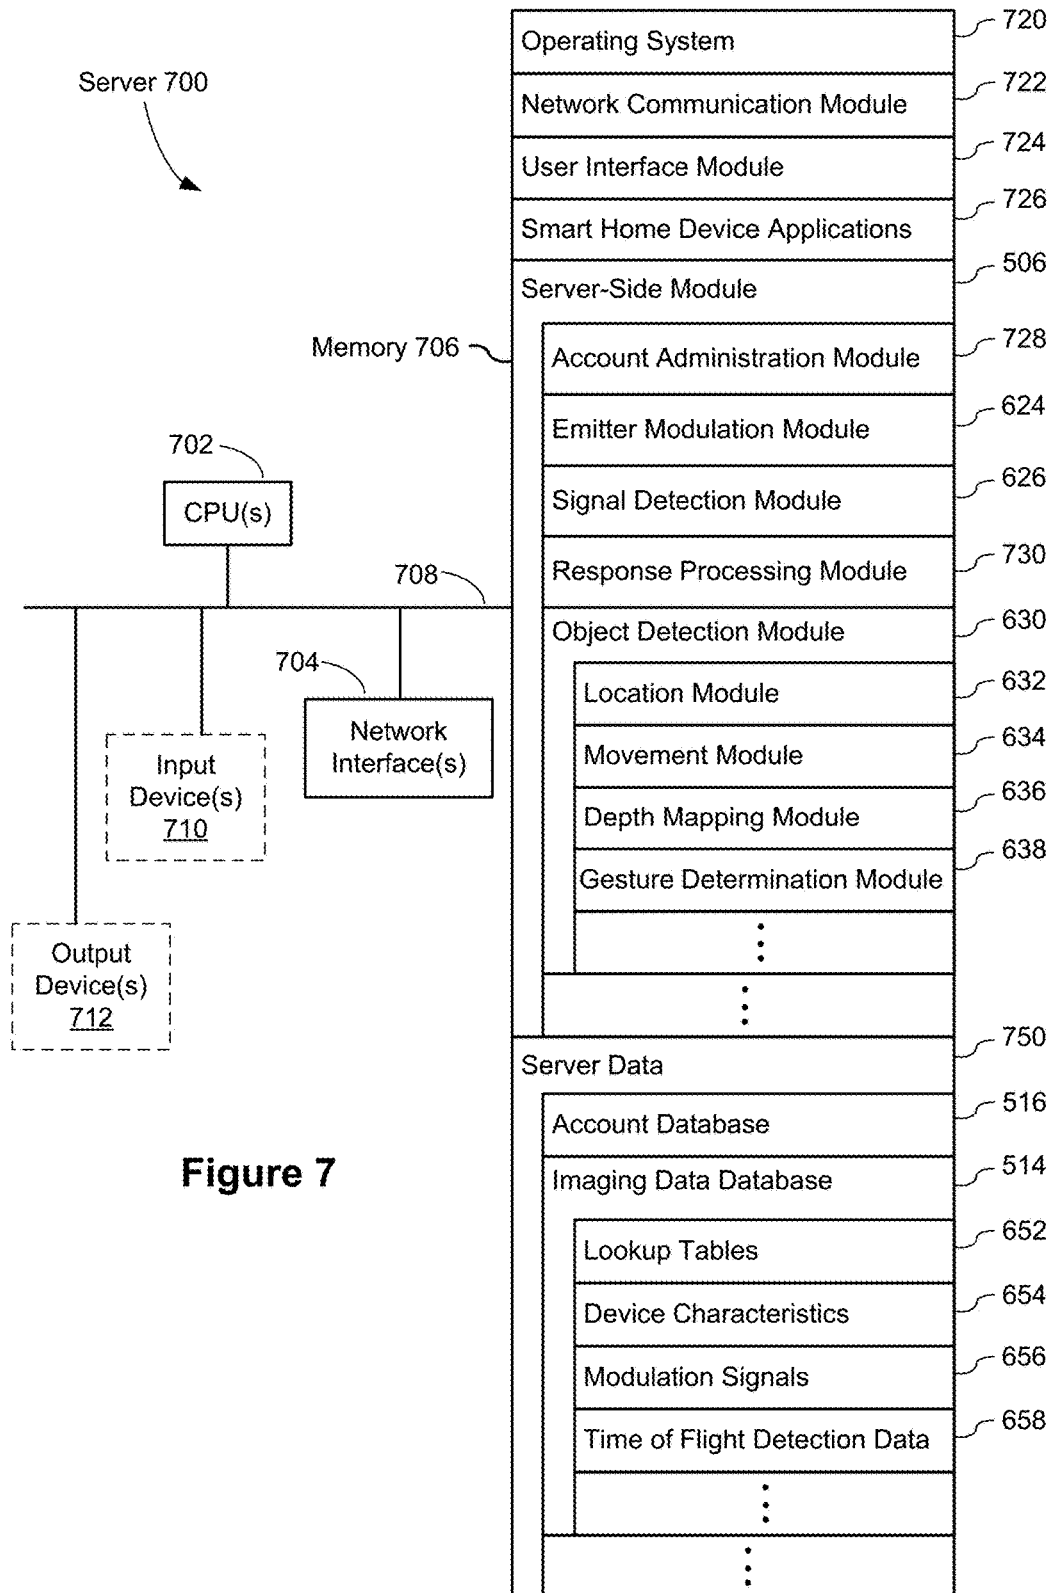 Server 700
Memory 706
702
CPU(s)
708
704
Network
Interface(s)
Input
Device(s)
710
Output
Device(s)
712
Figure 7
Operating System
720
Network Communication Module
722
User Interface Module
724
Smart Home Device Applications
726
Server-Side Module
506
Account Administration Module
728
Emitter Modulation Module
624
Signal Detection Module
626
Response Processing Module
730
Object Detection Module
630
Location Module
632
Movement Module
634
Depth Mapping Module
636
Gesture Determination Module
638
Server Data
750
Account Database
516
Imaging Data Database
514
Lookup Tables
652
Device Characteristics
654
Modulation Signals
656
Time of Flight Detection Data
658